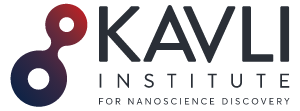 KAVLI
INSTITUTE
FOR NANOSCIENCE DISCOVERY